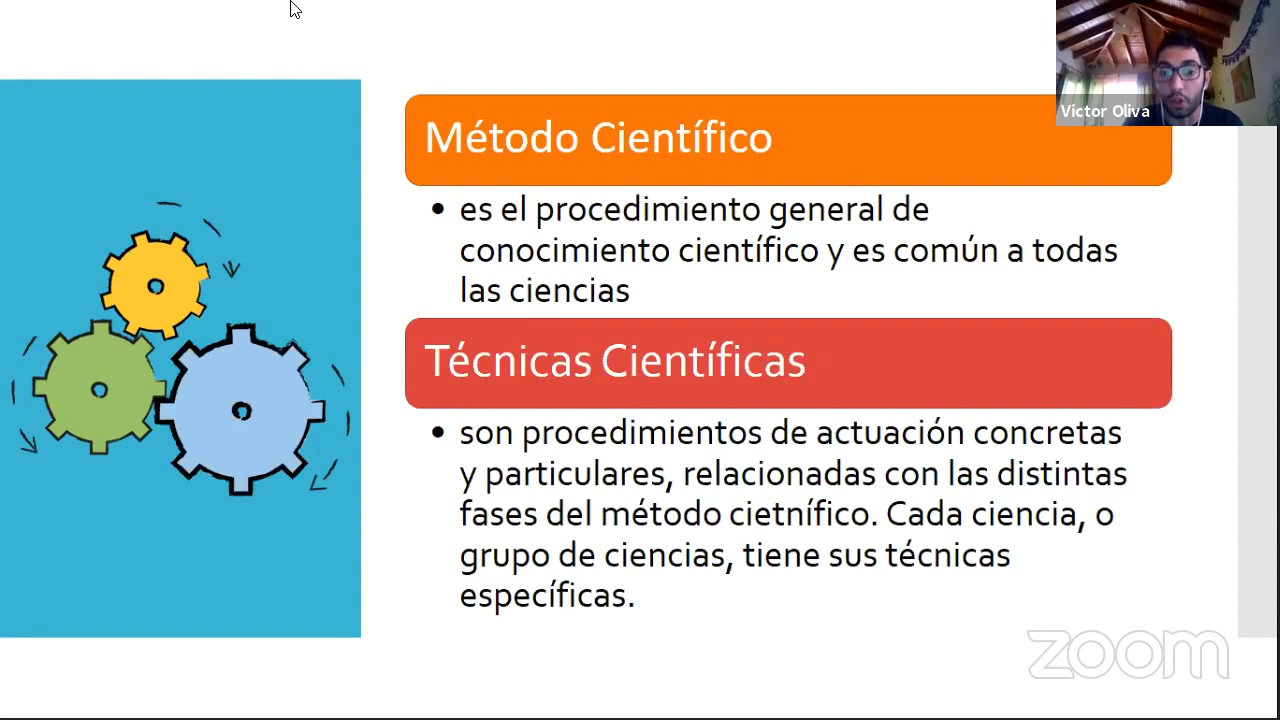 Victor Oliva
Método Científico
• es el procedimiento general de
conocimiento científico y es común a todas
las ciencias
Técnicas Científicas
• son procedimientos de actuación concretas
y particulares, relacionadas con las distintas
fases del método cietnífico. Cada ciencia, o
grupo de ciencias, tiene sus técnicas
específicas.
zoom